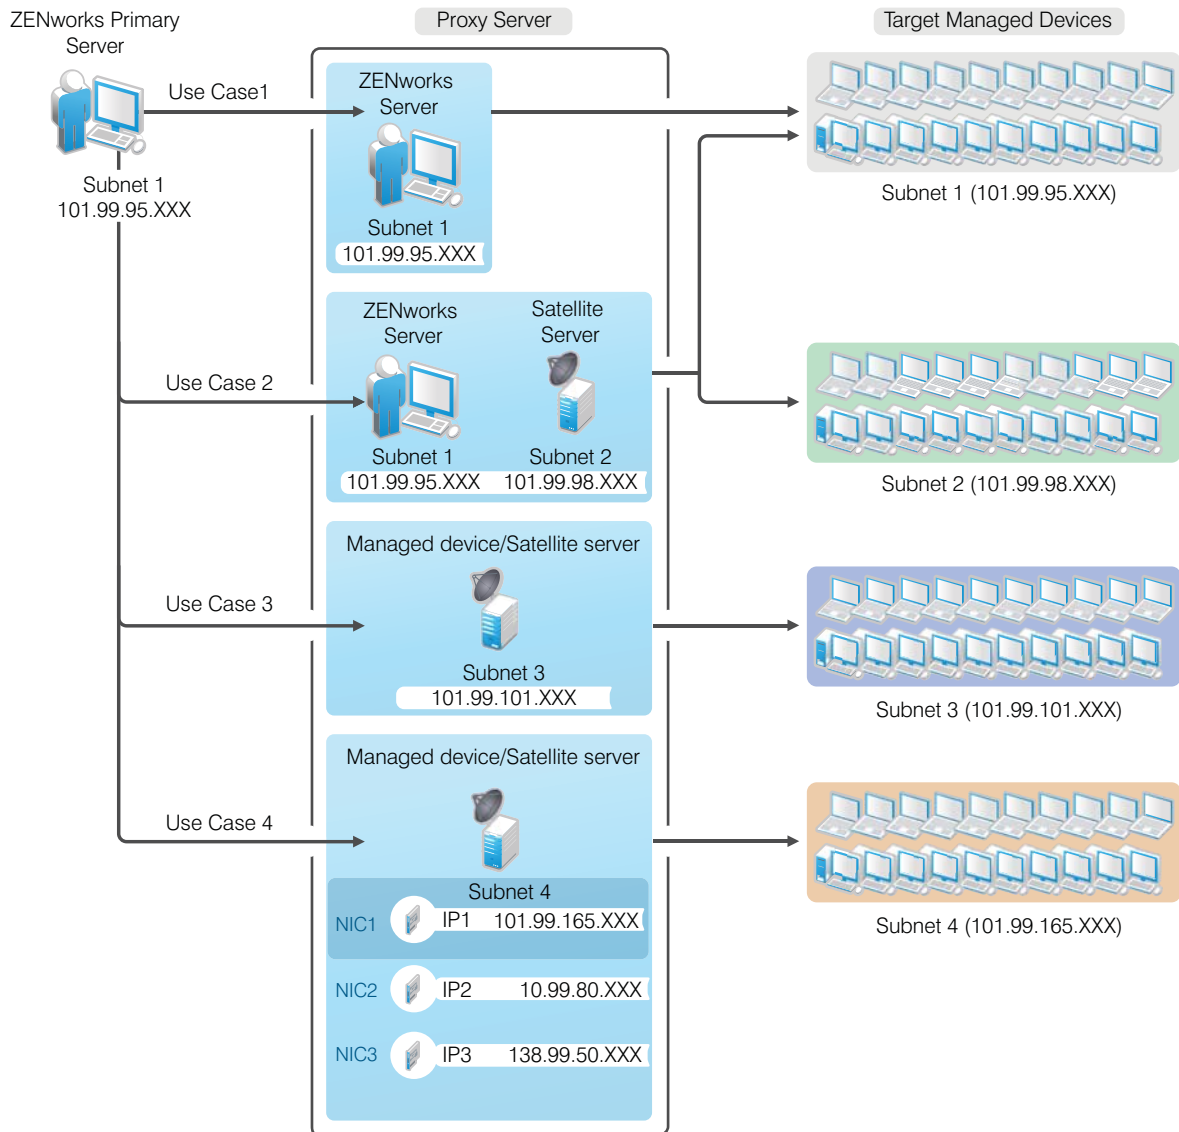 ZENworks Primary
Server
Proxy Server
Target Managed Devices
Use Case1
Subnet 1
101.99.95.XXX
ZENworks
Server
Subnet 1
101.99.95.XXX
Subnet 1 (101.99.95.XXX)
Use Case 2
ZENworks
Server
Subnet 1
101.99.95.XXX
Satellite
Server
Subnet 2
101.99.98.XXX
Subnet 2 (101.99.98.XXX)
Use Case 3
Managed device/Satellite server
Subnet 3
101.99.101.XXX
Subnet 3 (101.99.101.XXX)
Use Case 4
Managed device/Satellite server
Subnet 4
NIC1 IP1 101.99.165.XXX
NIC2 IP2 10.99.80.XXX
NIC3 IP3 138.99.50.XXX
Subnet 4 (101.99.165.XXX)